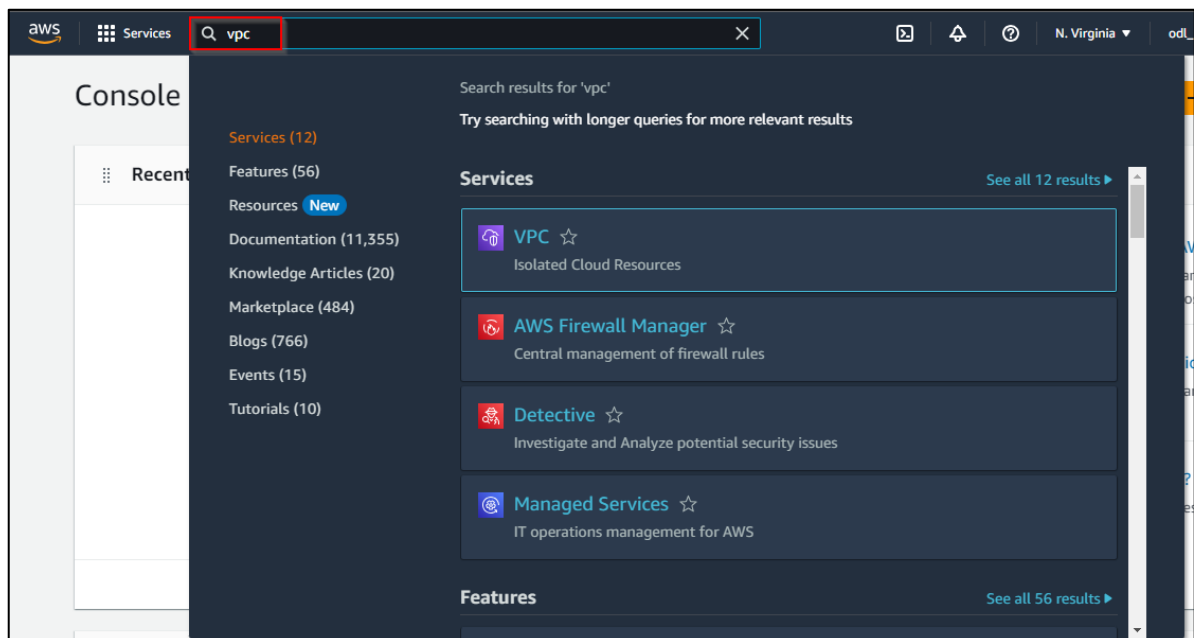 aws Services vpc N. Virginia odl_
Console
Recent
Services (12)
Features (56)
Resources New
Documentation (11,355)
Knowledge Articles (20)
Marketplace (484)
Blogs (766)
Events (15)
Tutorials (10)
Search results for 'vpc'
Try searching with longer queries for more relevant results
Services See all 12 results
VPC
Isolated Cloud Resources
AWS Firewall Manager
Central management of firewall rules
Detective
Investigate and Analyze potential security issues
Managed Services
IT operations management for AWS
Features See all 56 results